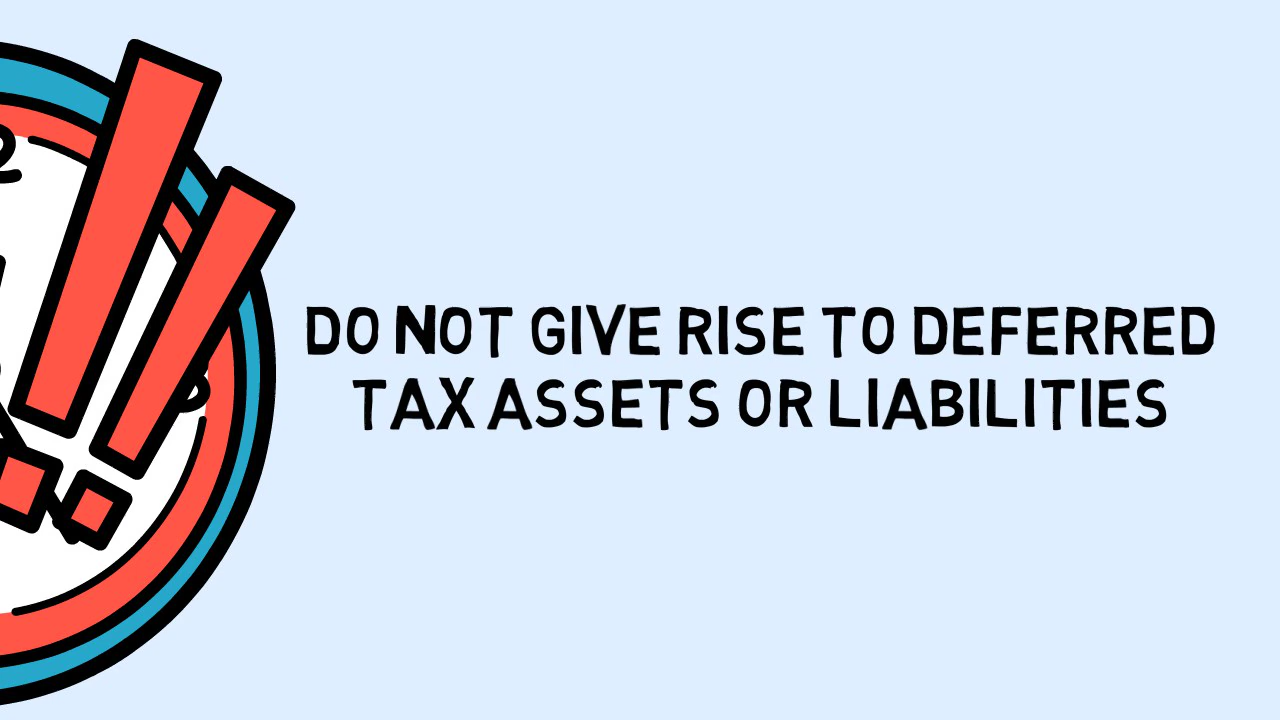 DO NOT GIVE RISE TO DEFERRED
TAX ASSETS OR LIABILITIES